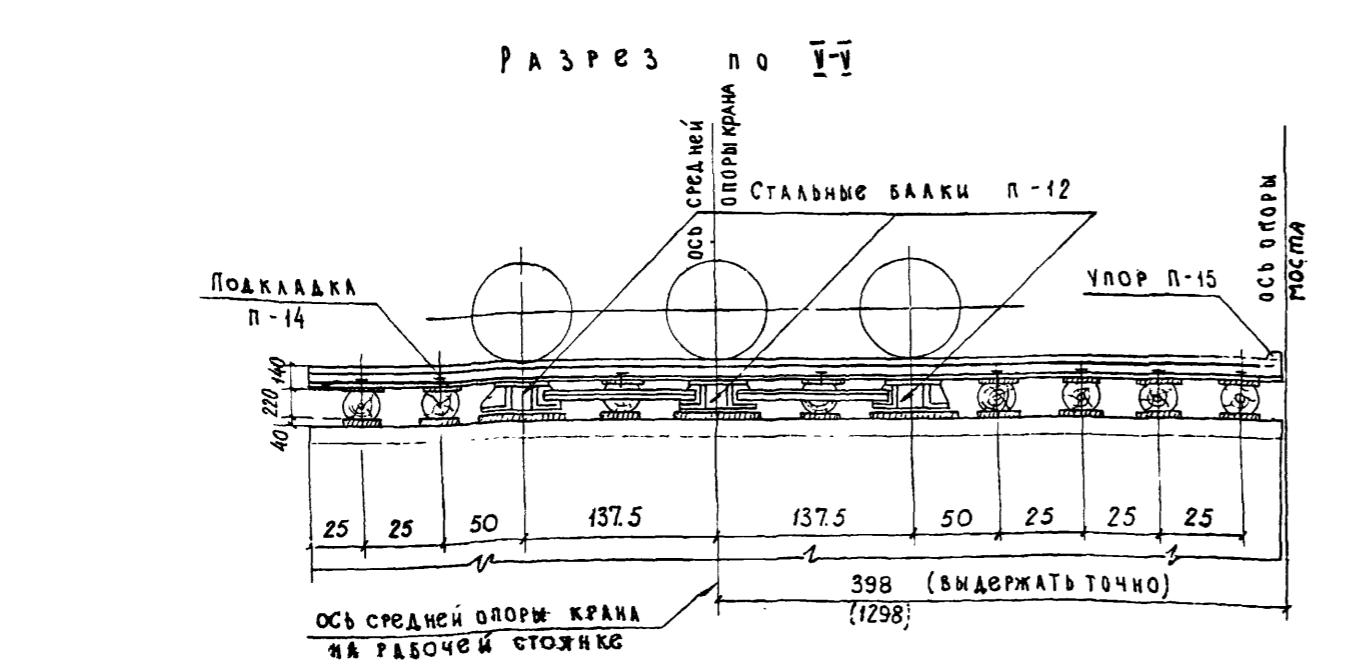 Разрез по V-V
ОСЬ СРЕДНЕЙ
ОПОРЫ КРАНА
СТАЛЬНЫЕ БАЛКИ П-12
ОСЬ ОПОРЫ
МОСТА
ПОДКЛАДКА
П-14
УПОР П-15
140
220
40
25 25 50 137.5 137.5 50 25 25 25
398 (ВЫДЕРЖАТЬ ТОЧНО)
(1298)
ОСЬ СРЕДНЕЙ ОПОРЫ КРАНА
НА РАБОЧЕЙ СТОЯНКЕ